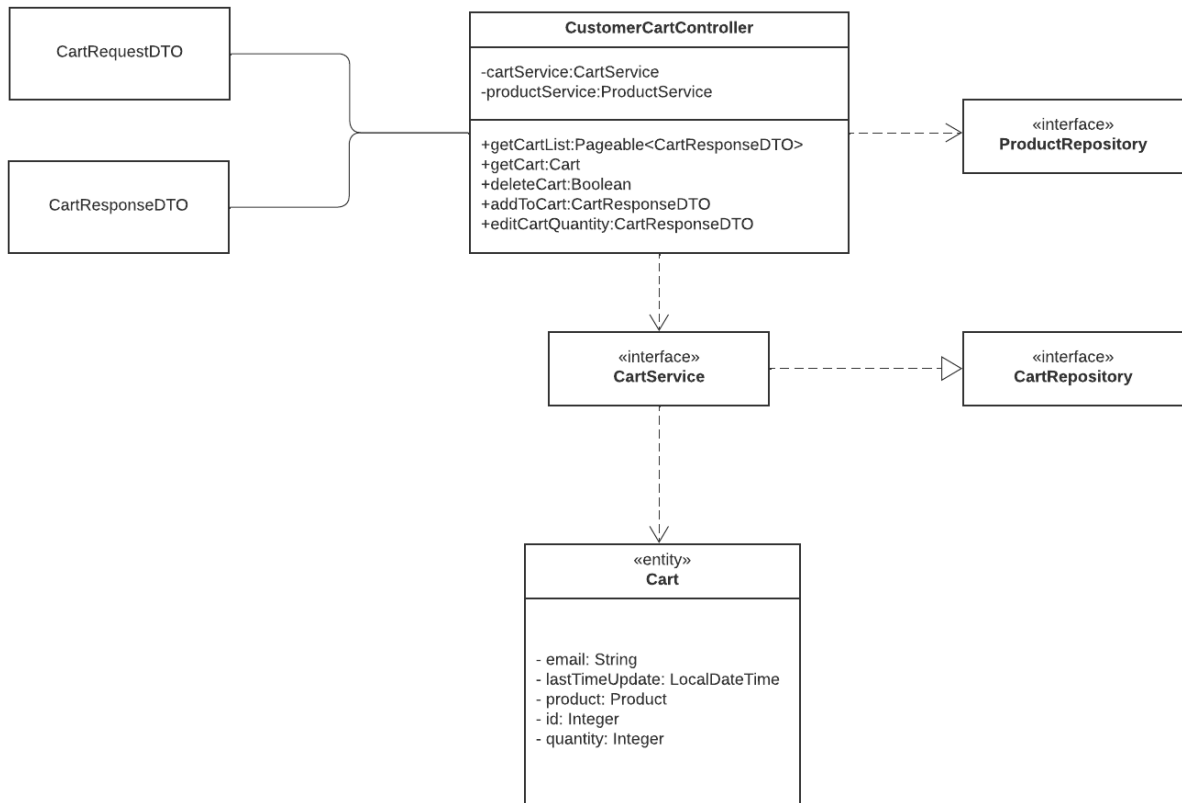 CartRequestDTO
CartResponseDTO
CustomerCartController
-cartService:CartService
-productService:ProductService
+getCartList:Pageable<CartResponseDTO>
+getCart:Cart
+deleteCart:Boolean
+addToCart:CartResponseDTO
+editCartQuantity:CartResponseDTO
«interface»
ProductRepository
«interface»
CartService
«interface»
CartRepository
«entity»
Cart
- email: String
- lastTimeUpdate: LocalDateTime
- product: Product
- id: Integer
- quantity: Integer